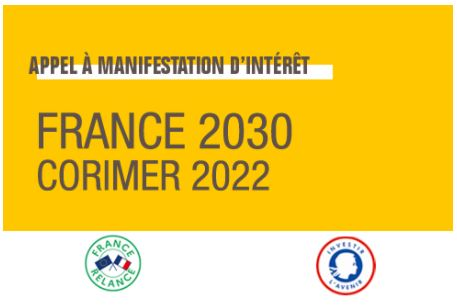 APPEL À MANIFESTATION D'INTÉRÊT
FRANCE 2030
CORIMER 2022
FRANCE
RELANCE
INVESTIR
L'AVENIR